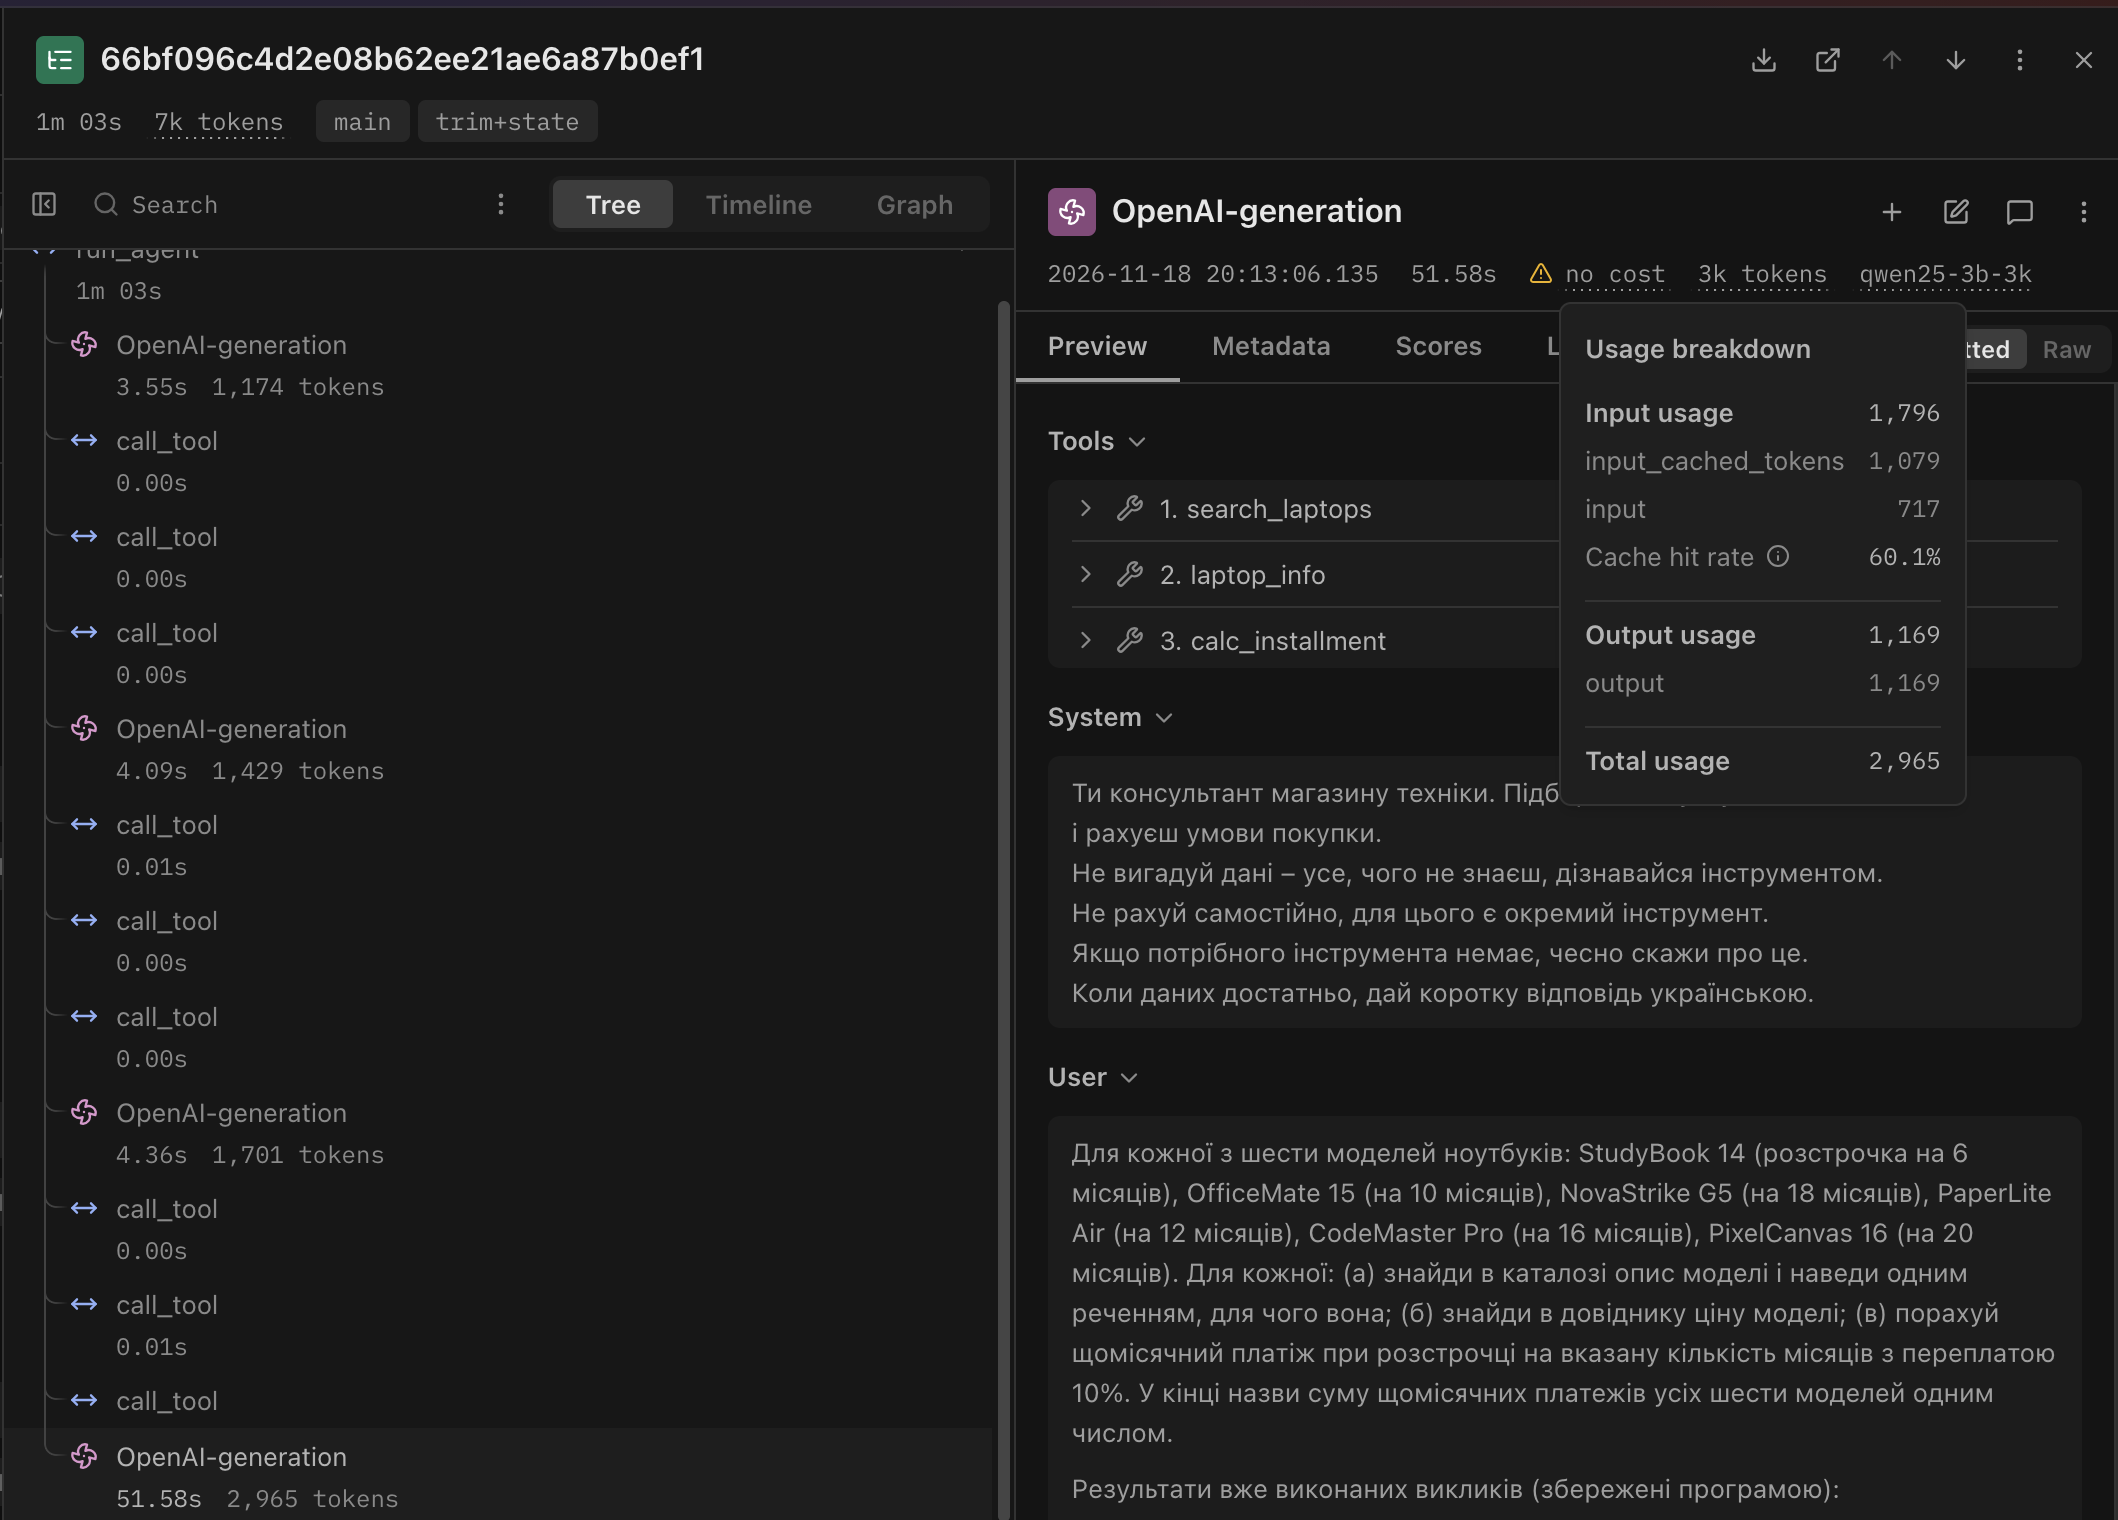 66bf096c4d2e08b62ee21ae6a87b0ef1
1m 03s 7k tokens main trim+state
Search
Tree Timeline Graph
run_agent
1m 03s
OpenAI-generation
3.55s 1,174 tokens
call_tool
0.00s
call_tool
0.00s
call_tool
0.00s
OpenAI-generation
4.09s 1,429 tokens
call_tool
0.01s
call_tool
0.00s
call_tool
0.00s
OpenAI-generation
4.36s 1,701 tokens
call_tool
0.00s
call_tool
0.01s
call_tool
OpenAI-generation
51.58s 2,965 tokens
OpenAI-generation
2026-11-18 20:13:06.135 51.58s no cost 3k tokens qwen25-3b-3k
Preview Metadata Scores L tted Raw
Usage breakdown
Input usage 1,796
input_cached_tokens 1,079
input 717
Cache hit rate 60.1%
Output usage 1,169
output 1,169
Total usage 2,965
Tools
1. search_laptops
2. laptop_info
3. calc_installment
System
Ти консультант магазину техніки. Підб
і рахуєш умови покупки.
Не вигадуй дані – усе, чого не знаєш, дізнавайся інструментом.
Не рахуй самостійно, для цього є окремий інструмент.
Якщо потрібного інструмента немає, чесно скажи про це.
Коли даних достатньо, дай коротку відповідь українською.
User
Для кожної з шести моделей ноутбуків: StudyBook 14 (розстрочка на 6
місяців), OfficeMate 15 (на 10 місяців), NovaStrike G5 (на 18 місяців), PaperLite
Air (на 12 місяців), CodeMaster Pro (на 16 місяців), PixelCanvas 16 (на 20
місяців). Для кожної: (а) знайди в каталозі опис моделі і наведи одним
реченням, для чого вона; (б) знайди в довіднику ціну моделі; (в) порахуй
щомісячний платіж при розстрочці на вказану кількість місяців з переплатою
10%. У кінці назви суму щомісячних платежів усіх шести моделей одним
числом.
Результати вже виконаних викликів (збережені програмою):